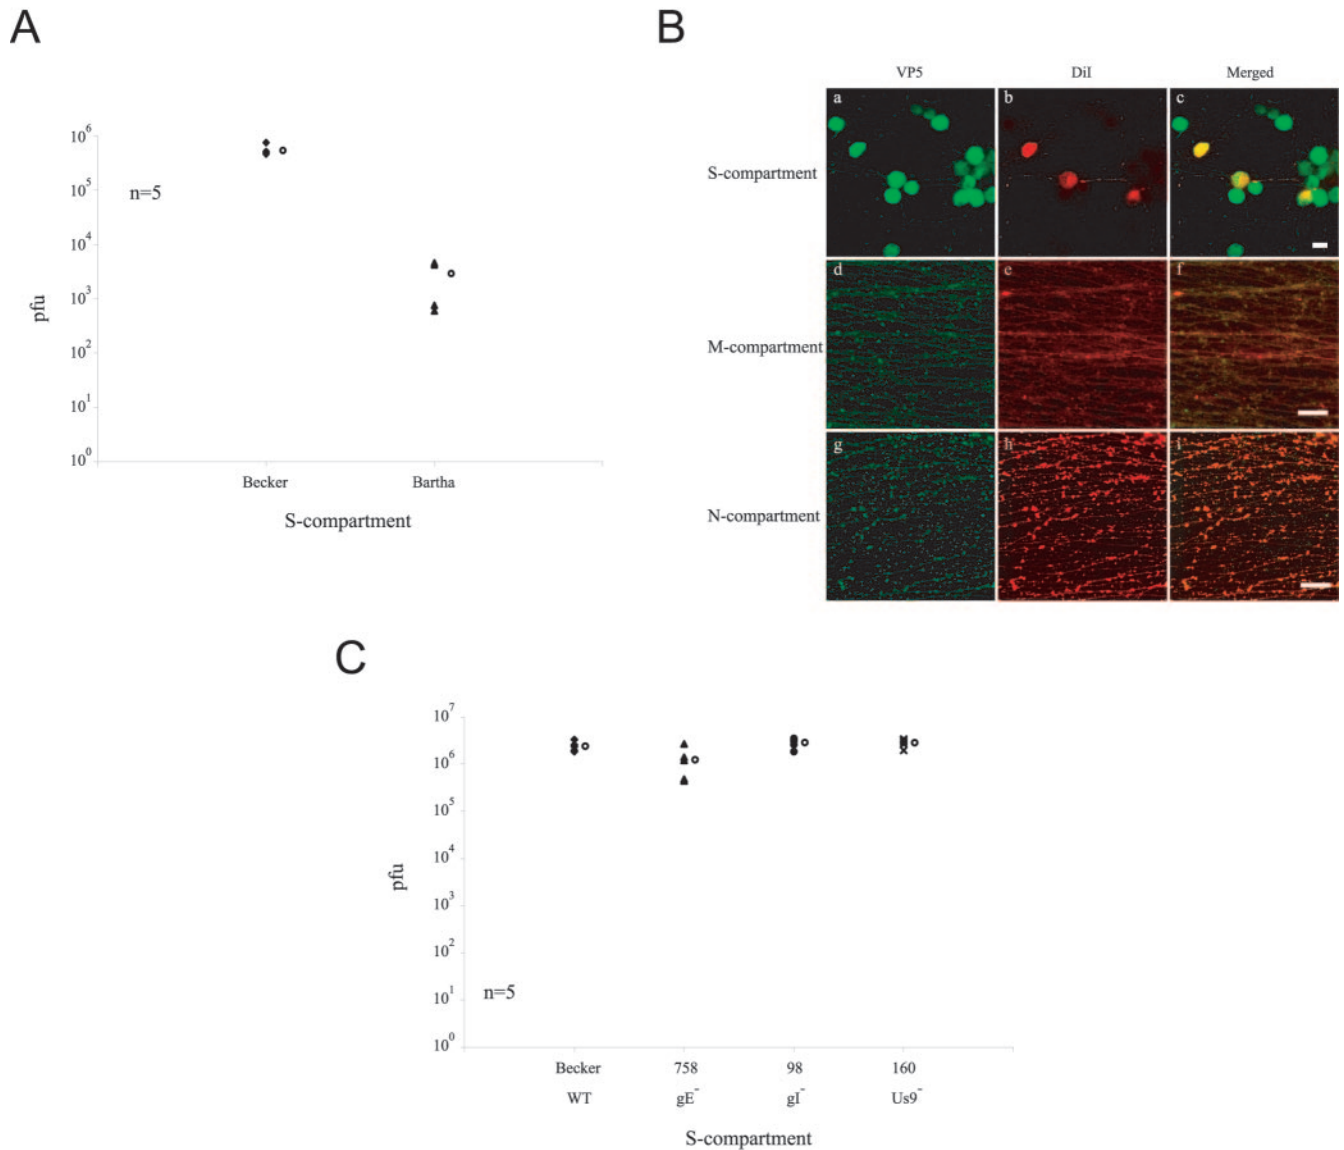 A
10^6
10^5
10^4
10^3
10^2
10^1
10^0
pfu
n=5
Becker Bartha
S-compartment
B
VP5 DiI Merged
S-compartment
a b c
M-compartment
d e f
N-compartment
g h i
C
10^7
10^6
10^5
10^4
10^3
10^2
10^1
10^0
pfu
n=5
Becker 758 98 160
WT gE⁻ gI⁻ Us9⁻
S-compartment